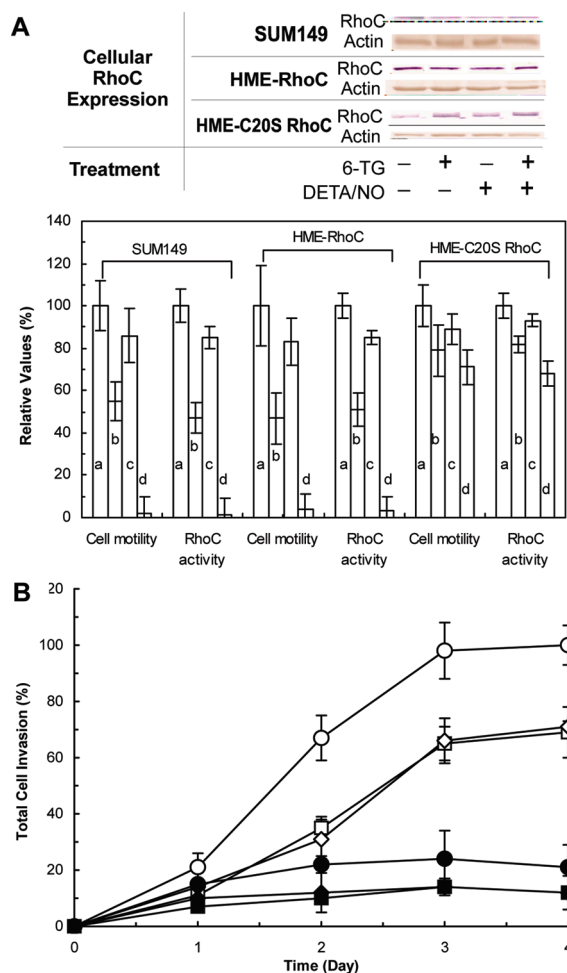 A
Cellular
RhoC
Expression
SUM149
RhoC
Actin
HME-RhoC
RhoC
Actin
HME-C20S RhoC
RhoC
Actin
Treatment
6-TG – + – +
DETA/NO – – + +
Relative Values (%)
140
120
100
80
60
40
20
0
SUM149
HME-RhoC
HME-C20S RhoC
a b c d a b c d a b c d a b c d a b c d a b c d
Cell motility RhoC activity Cell motility RhoC activity Cell motility RhoC activity
B
Total Cell Invasion (%)
20
100
80
60
40
20
0
0 1 2 3 4
Time (Day)